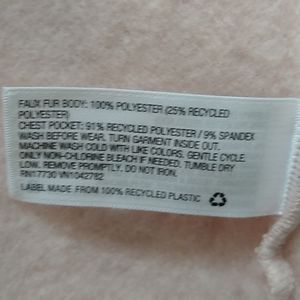 FAUX FUR BODY: 100% POLYESTER (25% RECYCLED
POLYESTER)
CHEST POCKET: 91% RECYCLED POLYESTER / 9% SPANDEX
WASH BEFORE WEAR. TURN GARMENT INSIDE OUT.
MACHINE WASH COLD WITH LIKE COLORS. GENTLE CYCLE.
ONLY NON-CHLORINE BLEACH IF NEEDED. TUMBLE DRY
LOW. REMOVE PROMPTLY. DO NOT IRON.
RN17730 VN1042782
LABEL MADE FROM 100% RECYCLED PLASTIC